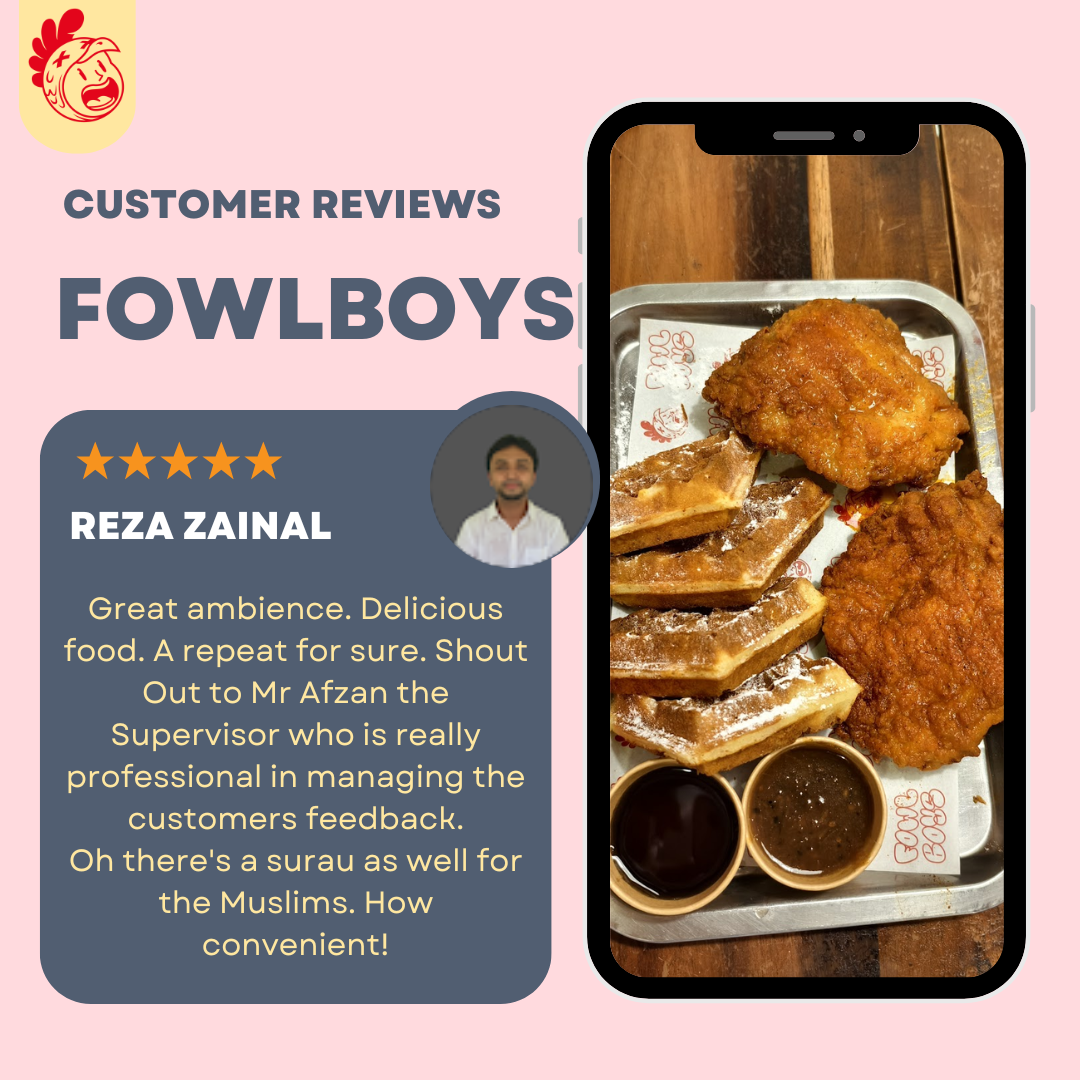 CUSTOMER REVIEWS
FOWLBOYS
REZA ZAINAL
Great ambience. Delicious
food. A repeat for sure. Shout
Out to Mr Afzan the
Supervisor who is really
professional in managing the
customers feedback.
Oh there's a surau as well for
the Muslims. How
convenient!
FOWL
BOYS